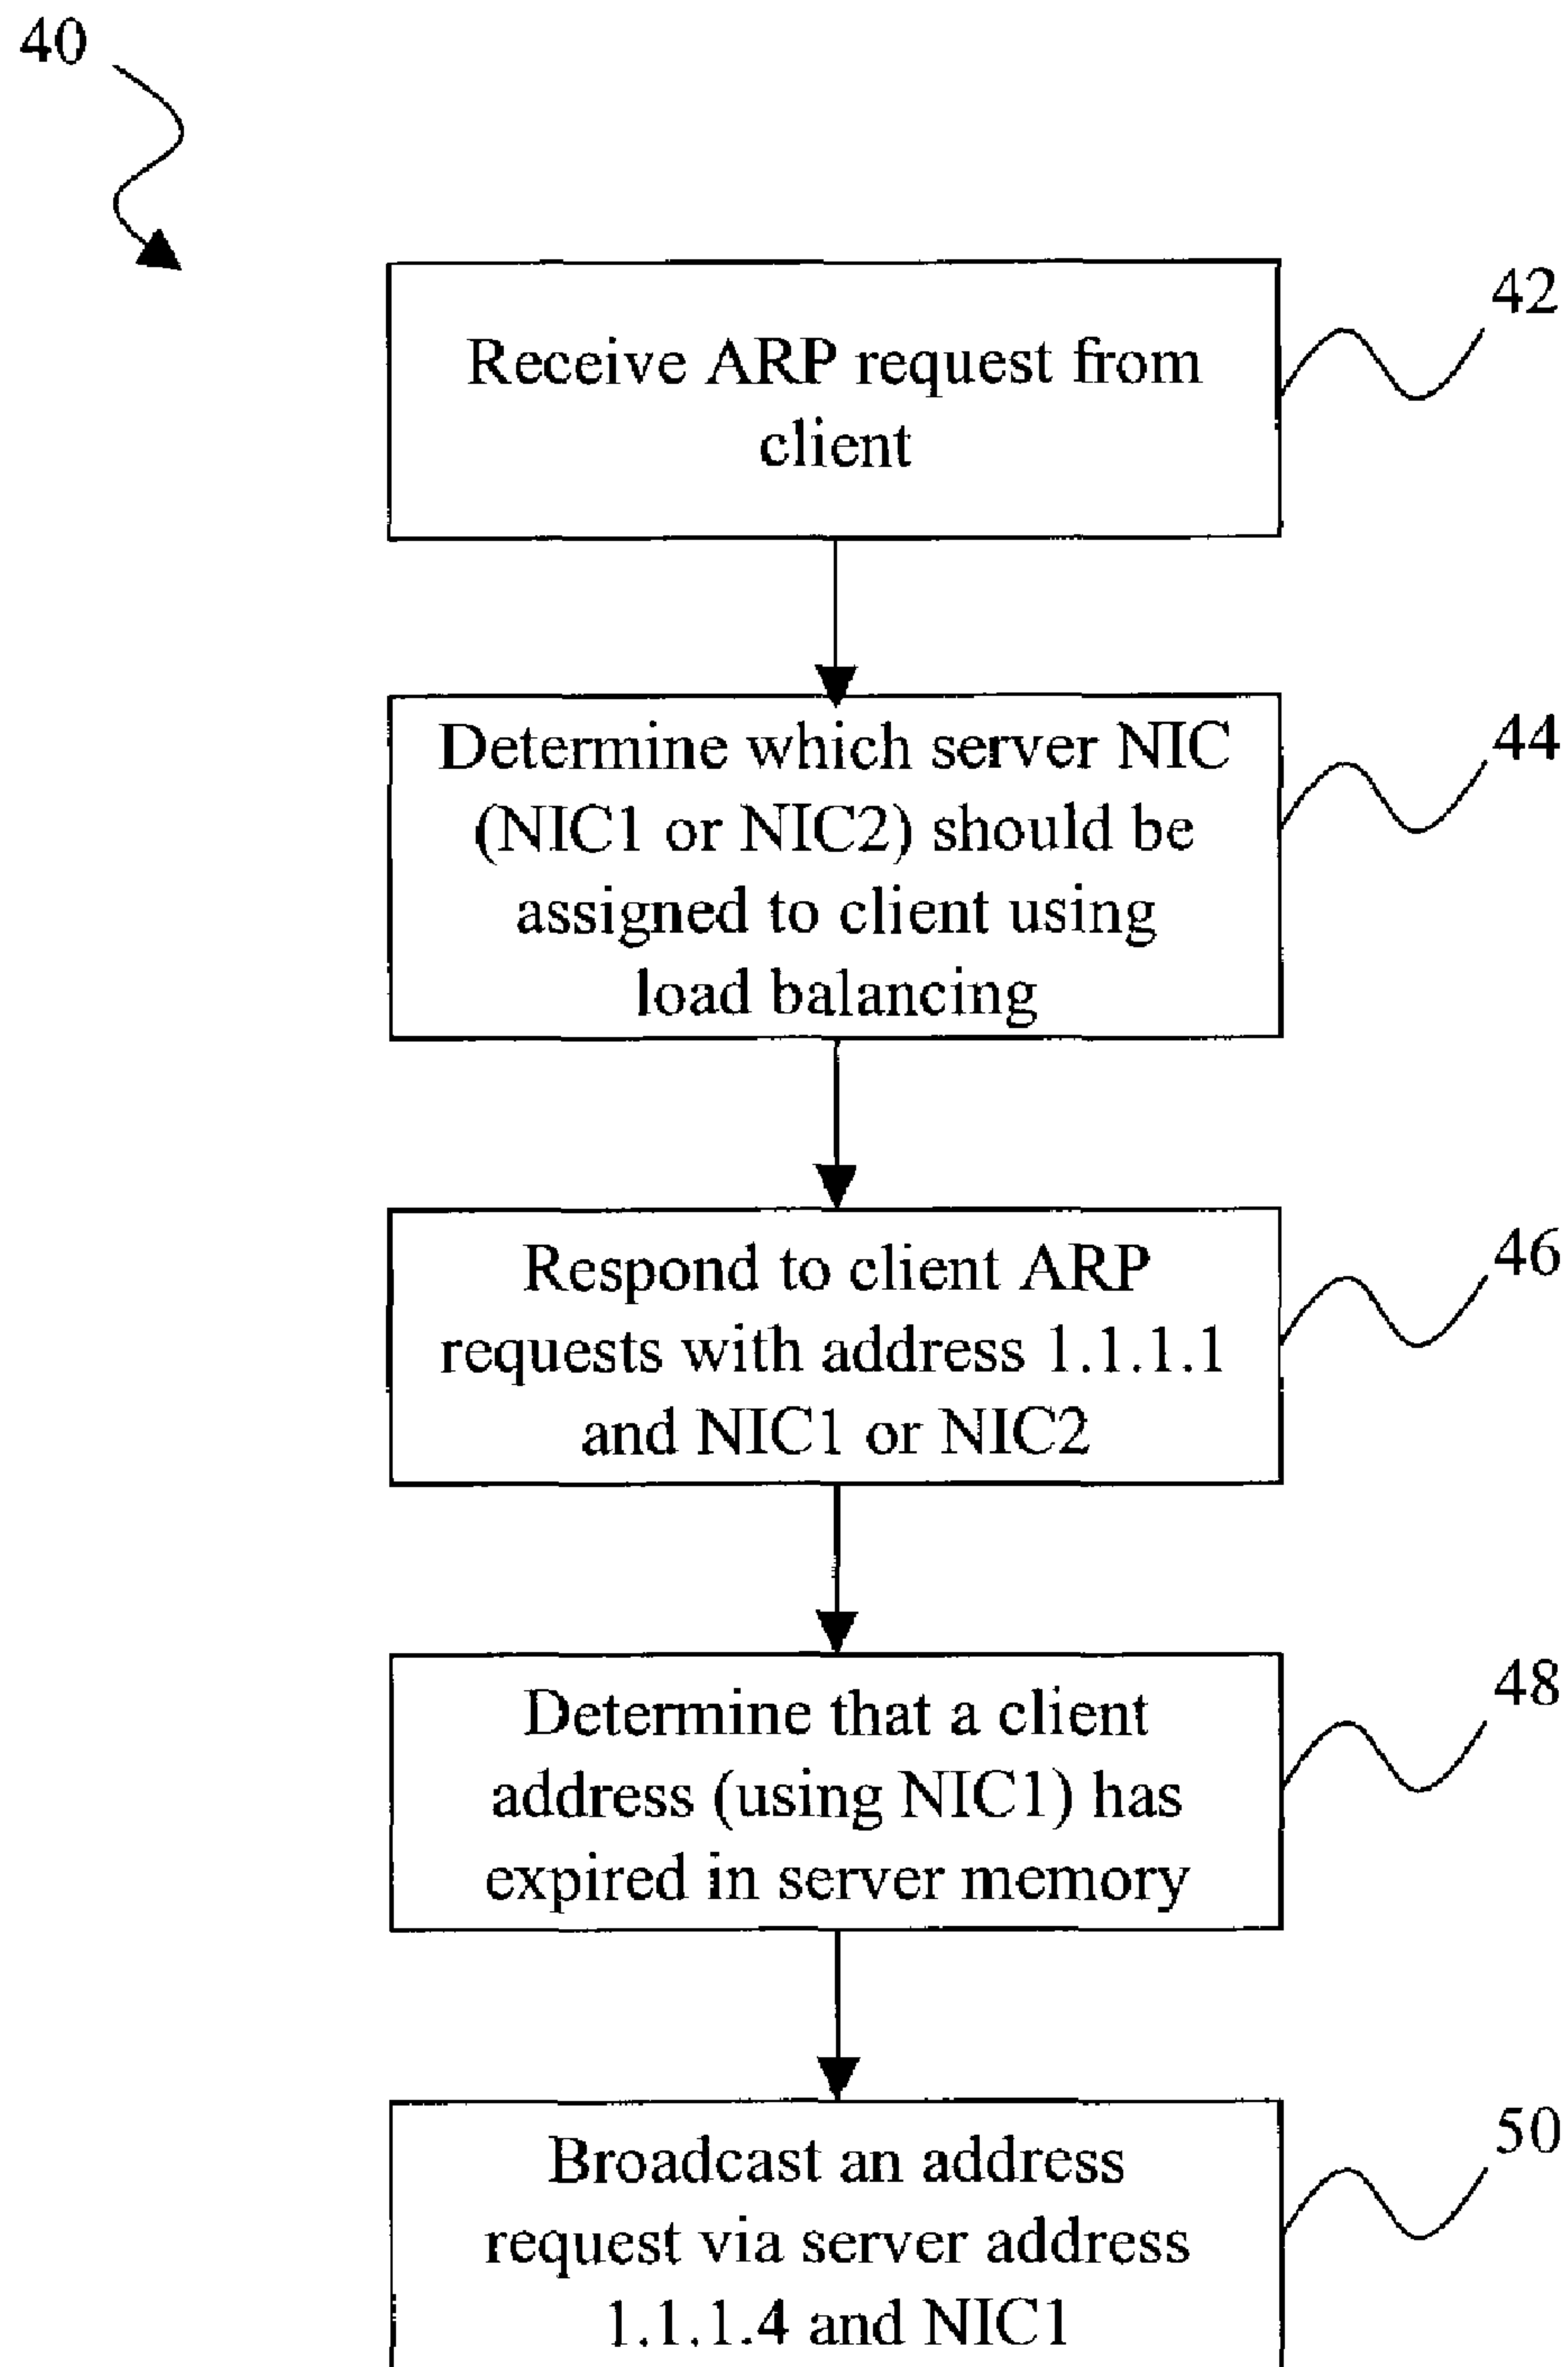 40
42
Receive ARP request from
client
44
Determine which server NIC
(NIC1 or NIC2) should be
assigned to client using
load balancing
46
Respond to client ARP
requests with address 1.1.1.1
and NIC1 or NIC2
48
Determine that a client
address (using NIC1) has
expired in server memory
50
Broadcast an address
request via server address
1.1.1.4 and NIC1